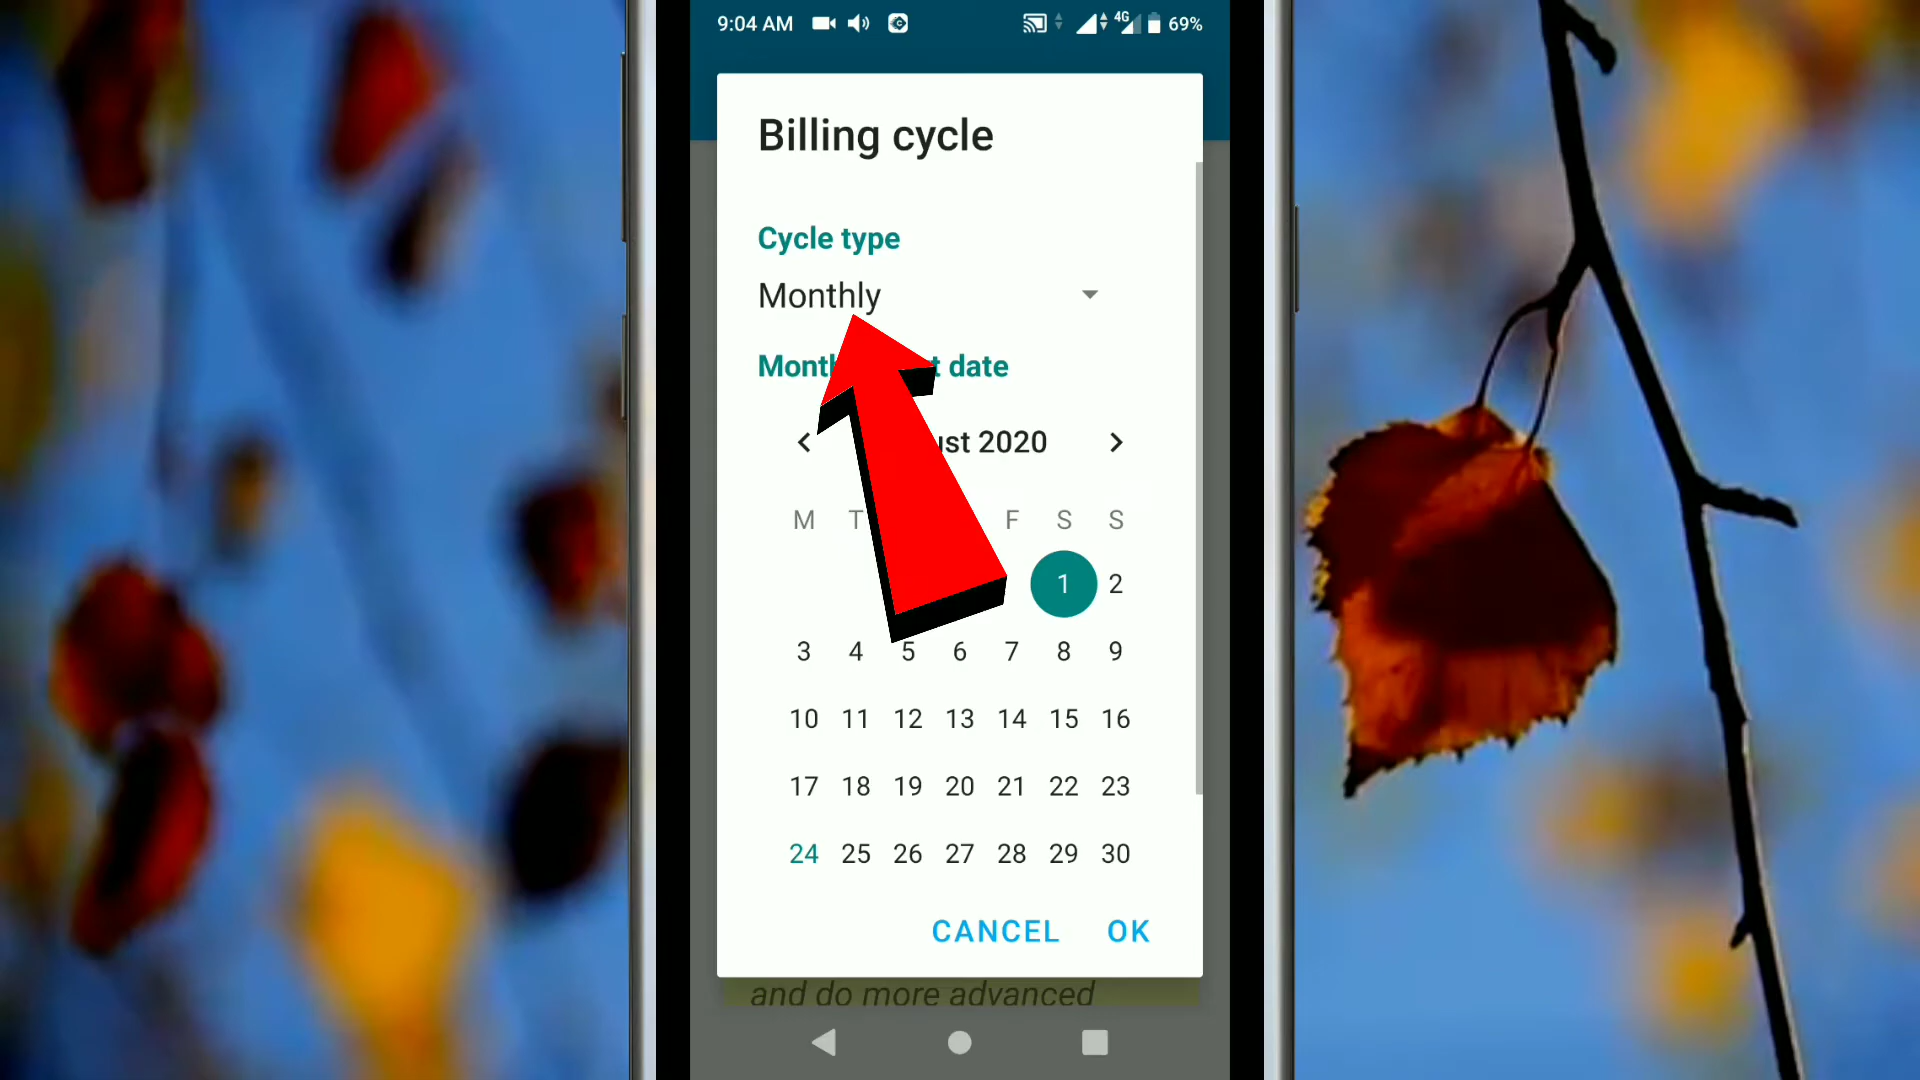 9:04 AM 4G 69%
Billing cycle
Cycle type
Monthly
date
2020
M T F S S
1 2
3 4 5 6 7 8 9
10 11 12 13 14 15 16
17 18 19 20 21 22 23
24 25 26 27 28 29 30
CANCEL OK
and do more advanced